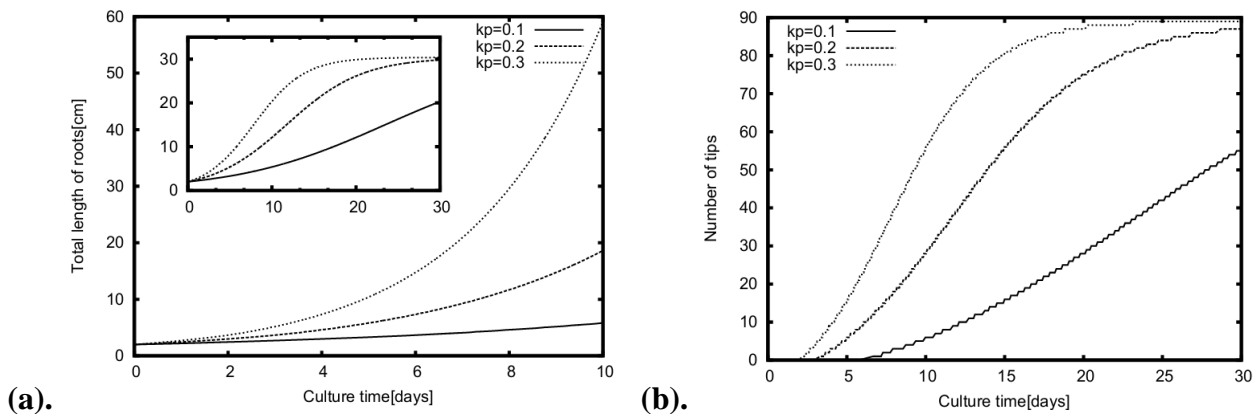 Total length of roots[cm]
60
50
40
30
20
10
0
0 2 4 6 8 10
Culture time[days]
kp=0.1
kp=0.2
kp=0.3
30
20
10
0
0 10 20 30
(a).
Number of tips
90
80
70
60
50
40
30
20
10
0
0 5 10 15 20 25 30
Culture time[days]
kp=0.1
kp=0.2
kp=0.3
(b).